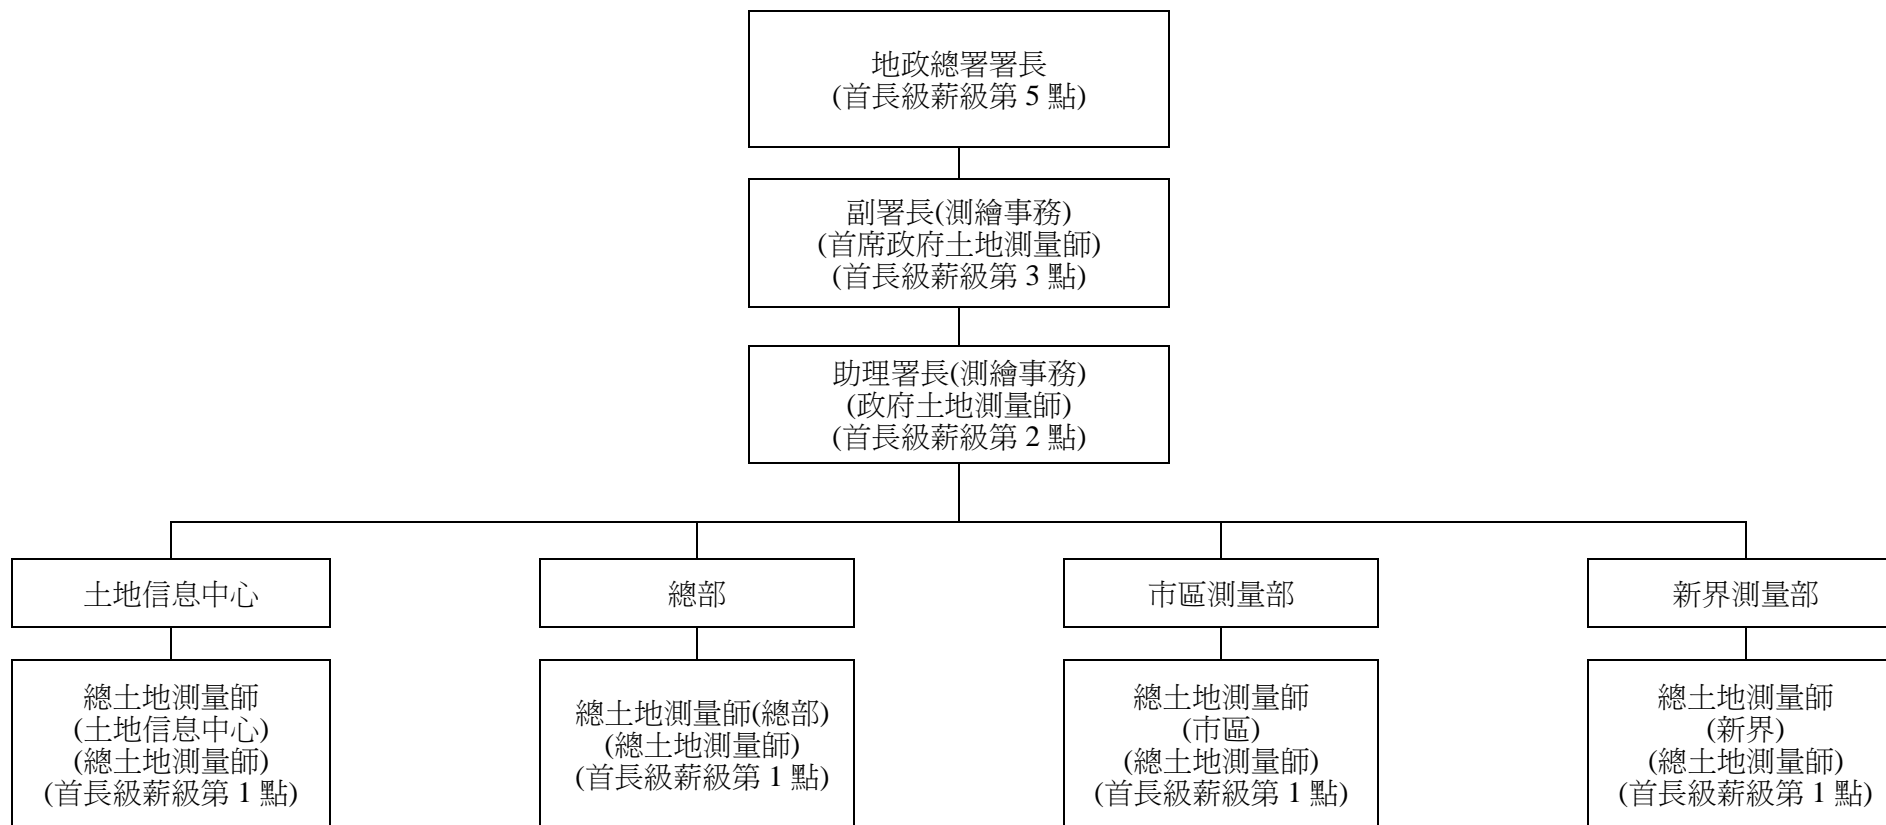 地政總署署長
(首長級薪級第 5 點)
副署長(測繪事務)
(首席政府土地測量師)
(首長級薪級第 3 點)
助理署長(測繪事務)
(政府土地測量師)
(首長級薪級第 2 點)
土地信息中心
總部
市區測量部
新界測量部
總土地測量師
(土地信息中心)
(總土地測量師)
(首長級薪級第 1 點)
總土地測量師(總部)
(總土地測量師)
(首長級薪級第 1 點)
總土地測量師
(市區)
(總土地測量師)
(首長級薪級第 1 點)
總土地測量師
(新界)
(總土地測量師)
(首長級薪級第 1 點)